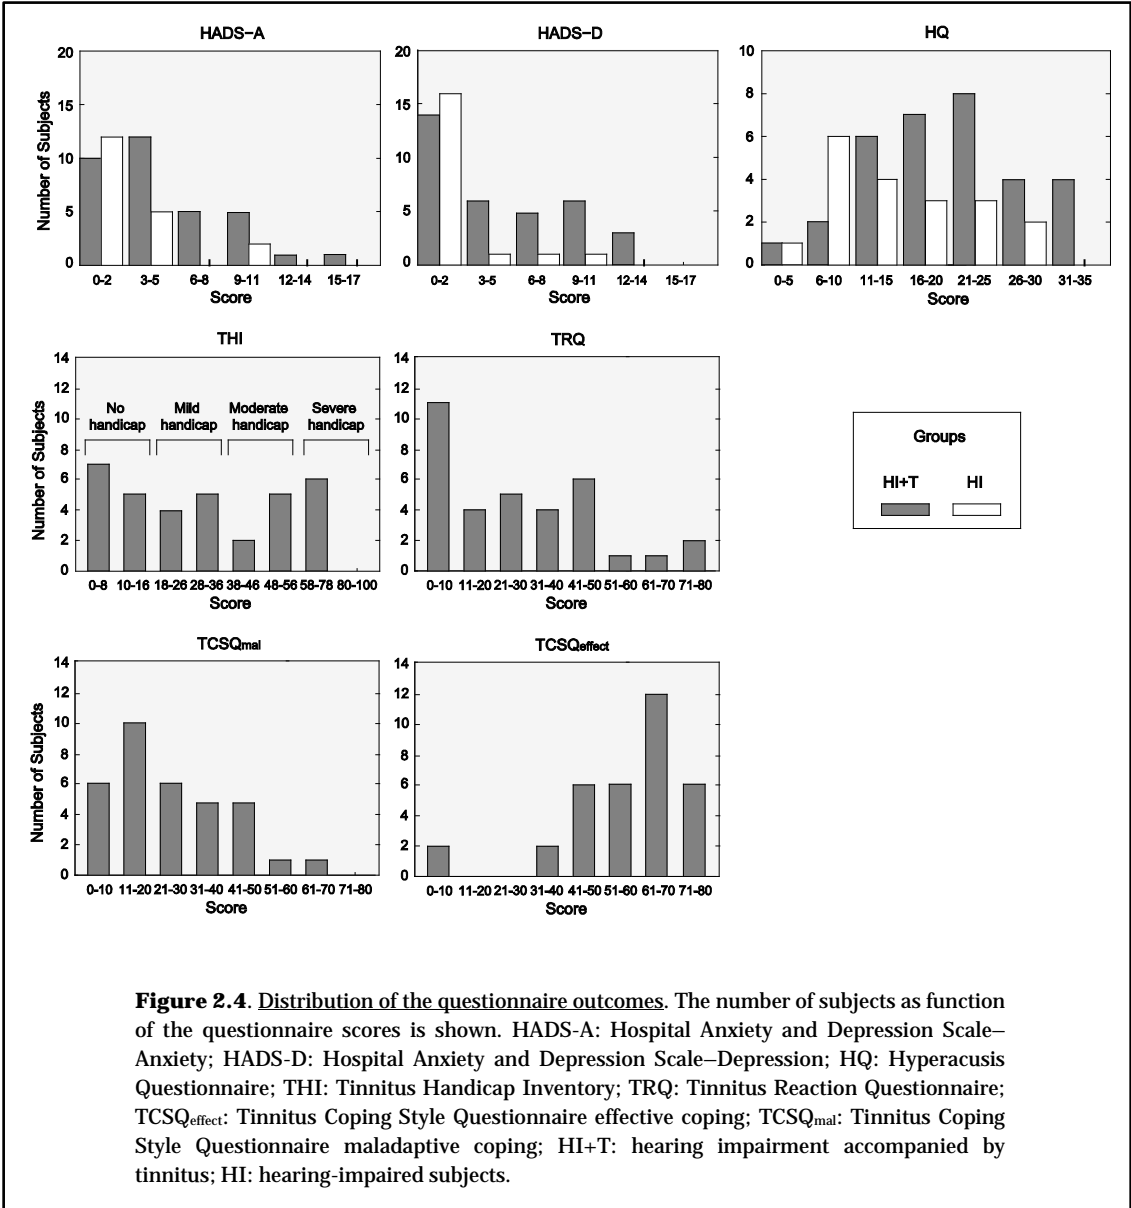 HADS–A
20
15
10
5
0
Number of Subjects
0-2 3-5 6-8 9-11 12-14 15-17
Score
HADS–D
20
15
10
5
0
0-2 3-5 6-8 9-11 12-14 15-17
Score
HQ
10
8
6
4
2
0
0-5 6-10 11-15 16-20 21-25 26-30 31-35
Score
THI
14
12
10
8
6
4
2
0
Number of Subjects
No
handicap
Mild
handicap
Moderate
handicap
Severe
handicap
0-8 10-16 18-26 28-36 38-46 48-56 58-78 80-100
Score
TRQ
14
12
10
8
6
4
2
0
0-10 11-20 21-30 31-40 41-50 51-60 61-70 71-80
Score
Groups
HI+T HI
TCSQmal
14
12
10
8
6
4
2
0
Number of Subjects
0-10 11-20 21-30 31-40 41-50 51-60 61-70 71-80
Score
TCSQeffect
14
12
10
8
6
4
2
0
0-10 11-20 21-30 31-40 41-50 51-60 61-70 71-80
Score
Figure 2.4. Distribution of the questionnaire outcomes. The number of subjects as function
of the questionnaire scores is shown. HADS-A: Hospital Anxiety and Depression Scale–
Anxiety; HADS-D: Hospital Anxiety and Depression Scale–Depression; HQ: Hyperacusis
Questionnaire; THI: Tinnitus Handicap Inventory; TRQ: Tinnitus Reaction Questionnaire;
TCSQeffect: Tinnitus Coping Style Questionnaire effective coping; TCSQmal: Tinnitus Coping
Style Questionnaire maladaptive coping; HI+T: hearing impairment accompanied by
tinnitus; HI: hearing-impaired subjects.